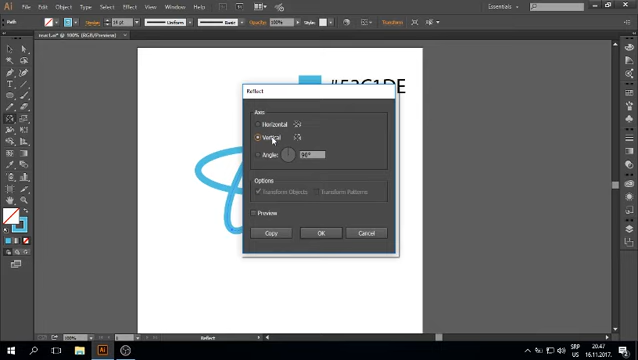 Ai
File Edit Object Type Select Effect View Window Help
Essentials
Path
Stroke:
Uniform
Basic
Opacity:
100%
Style:
Transform
#53C1DE
Reflect
Axis
Horizontal
Vertical
Angle:
90°
Options
Transform Objects
Transform Patterns
Preview
Copy
OK
Cancel
100%
Reflect
SRP
20.47
US
16.11.2017.